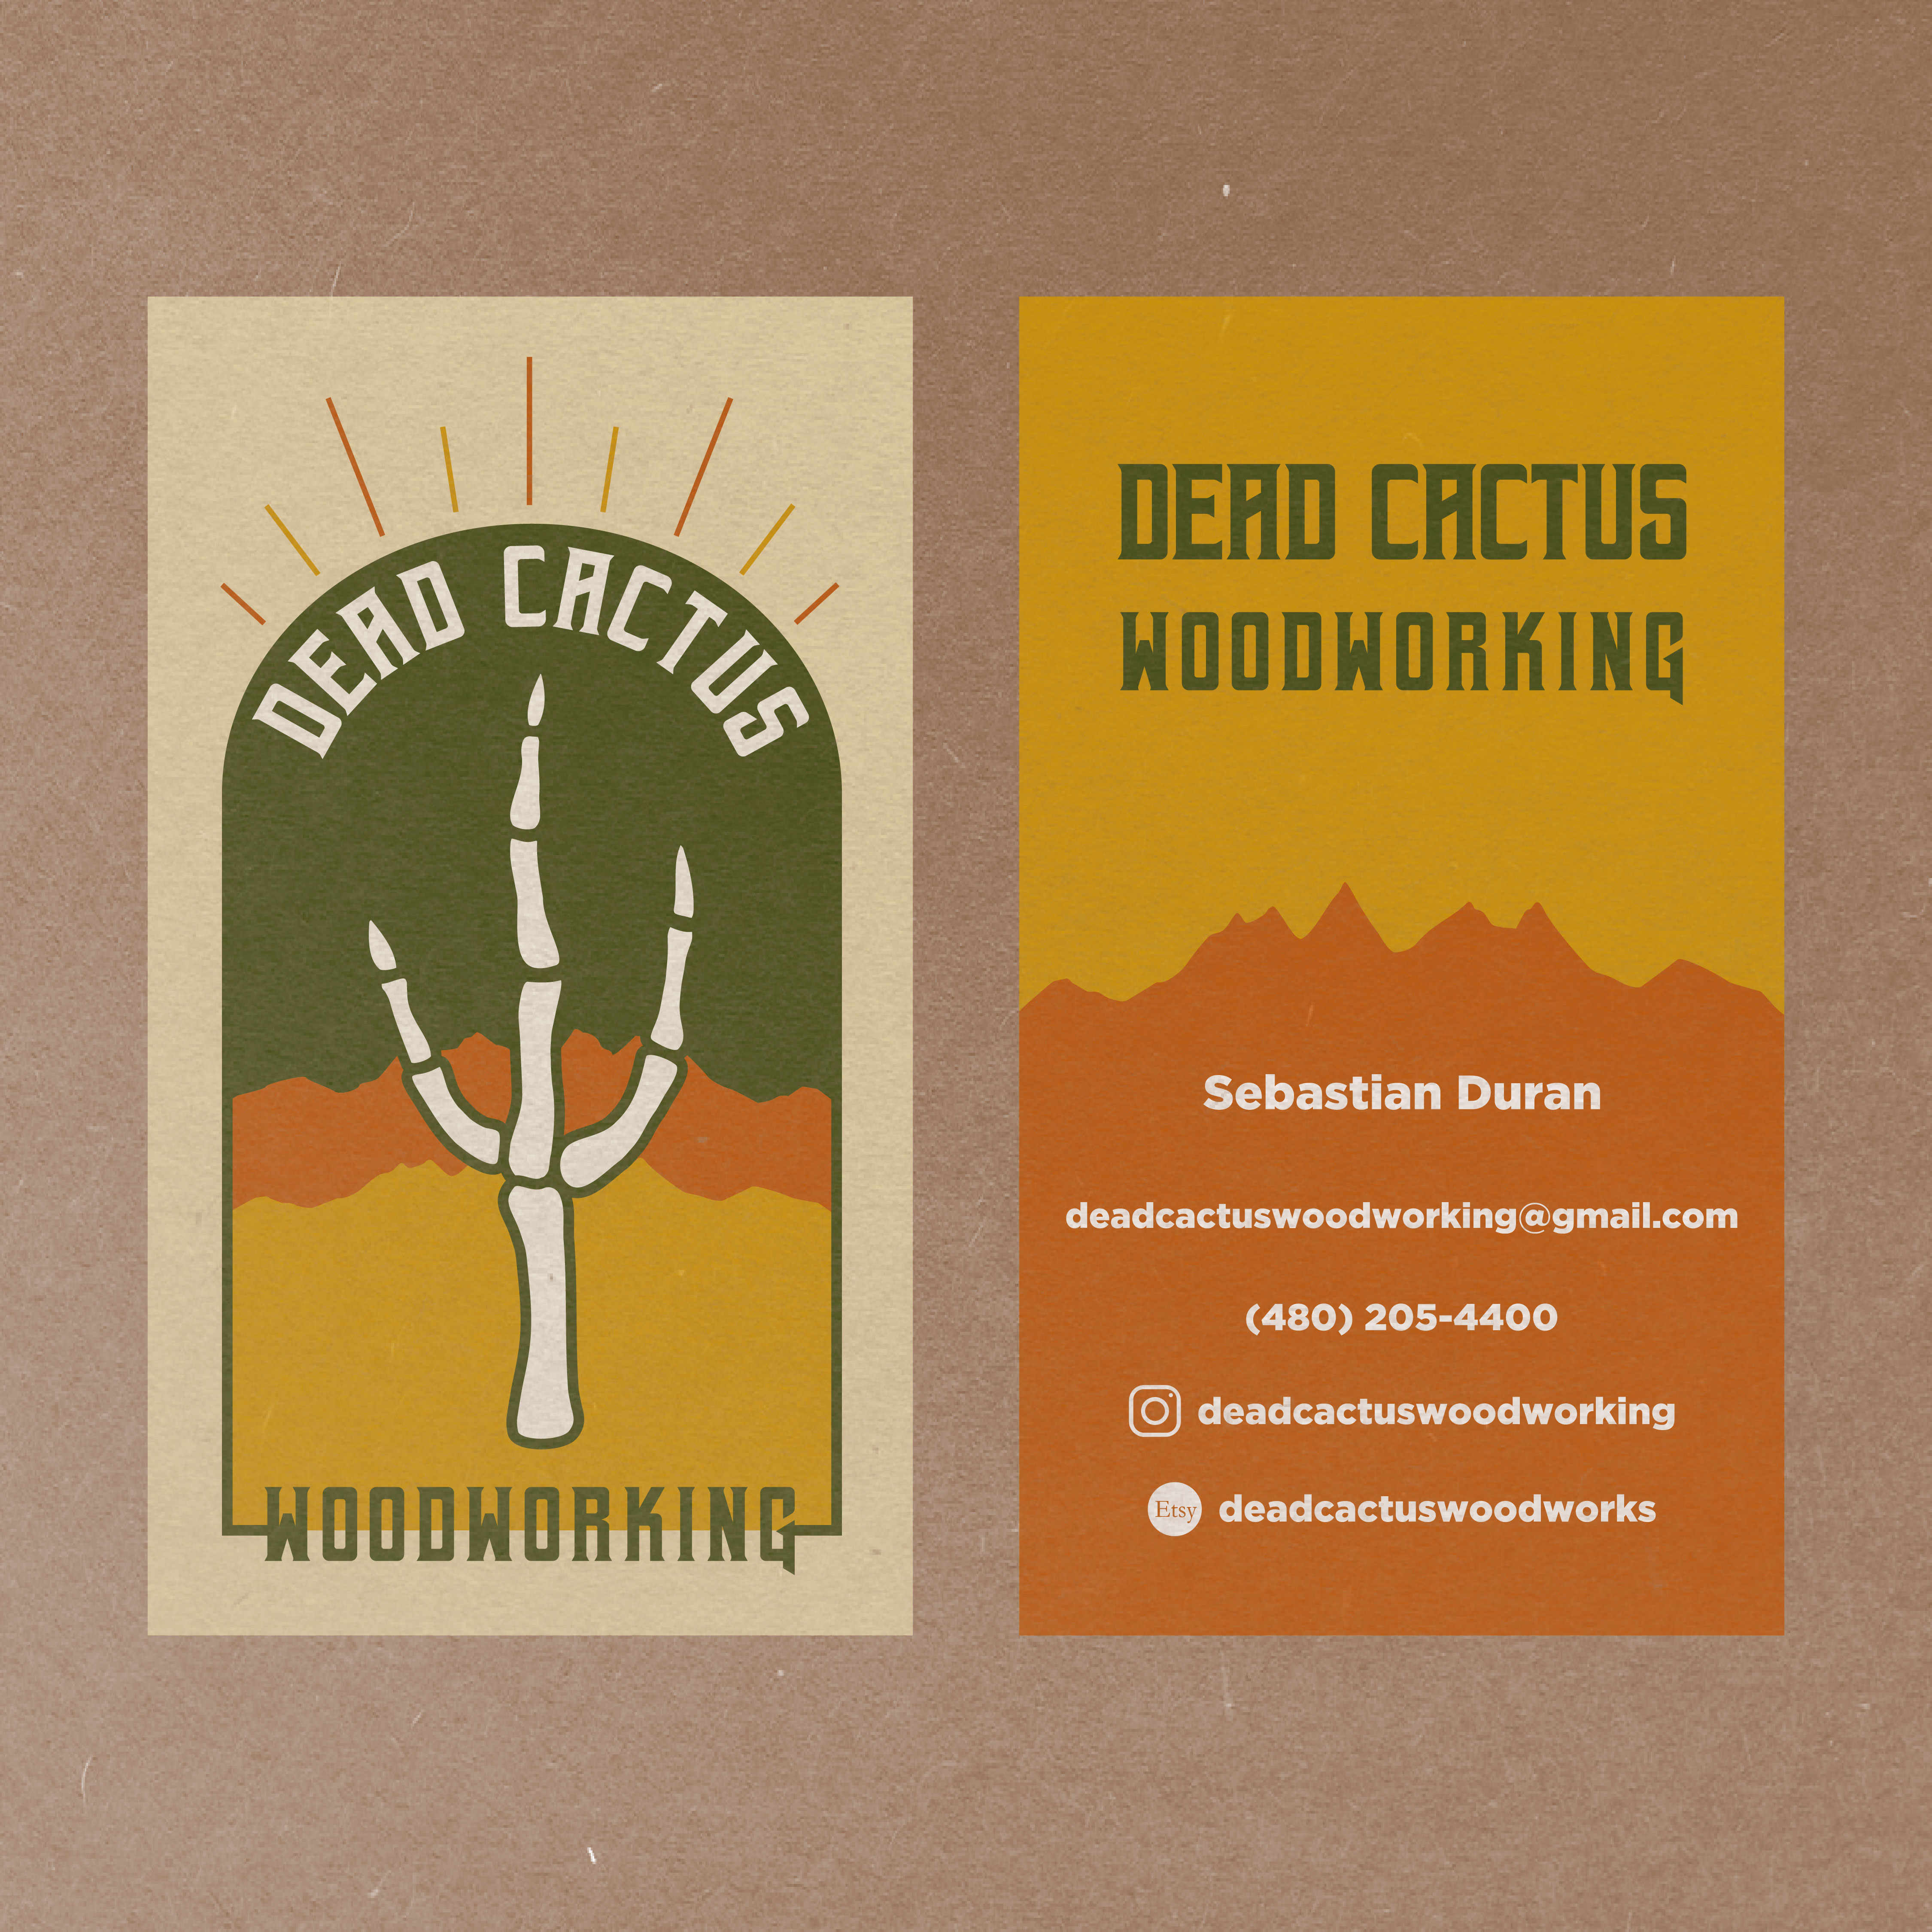 DEAD CACTUS
WOODWORKING
DEAD CACTUS
WOODWORKING
Sebastian Duran
deadcactuswoodworking@gmail.com
(480) 205-4400
deadcactuswoodworking
Etsy deadcactuswoodworks